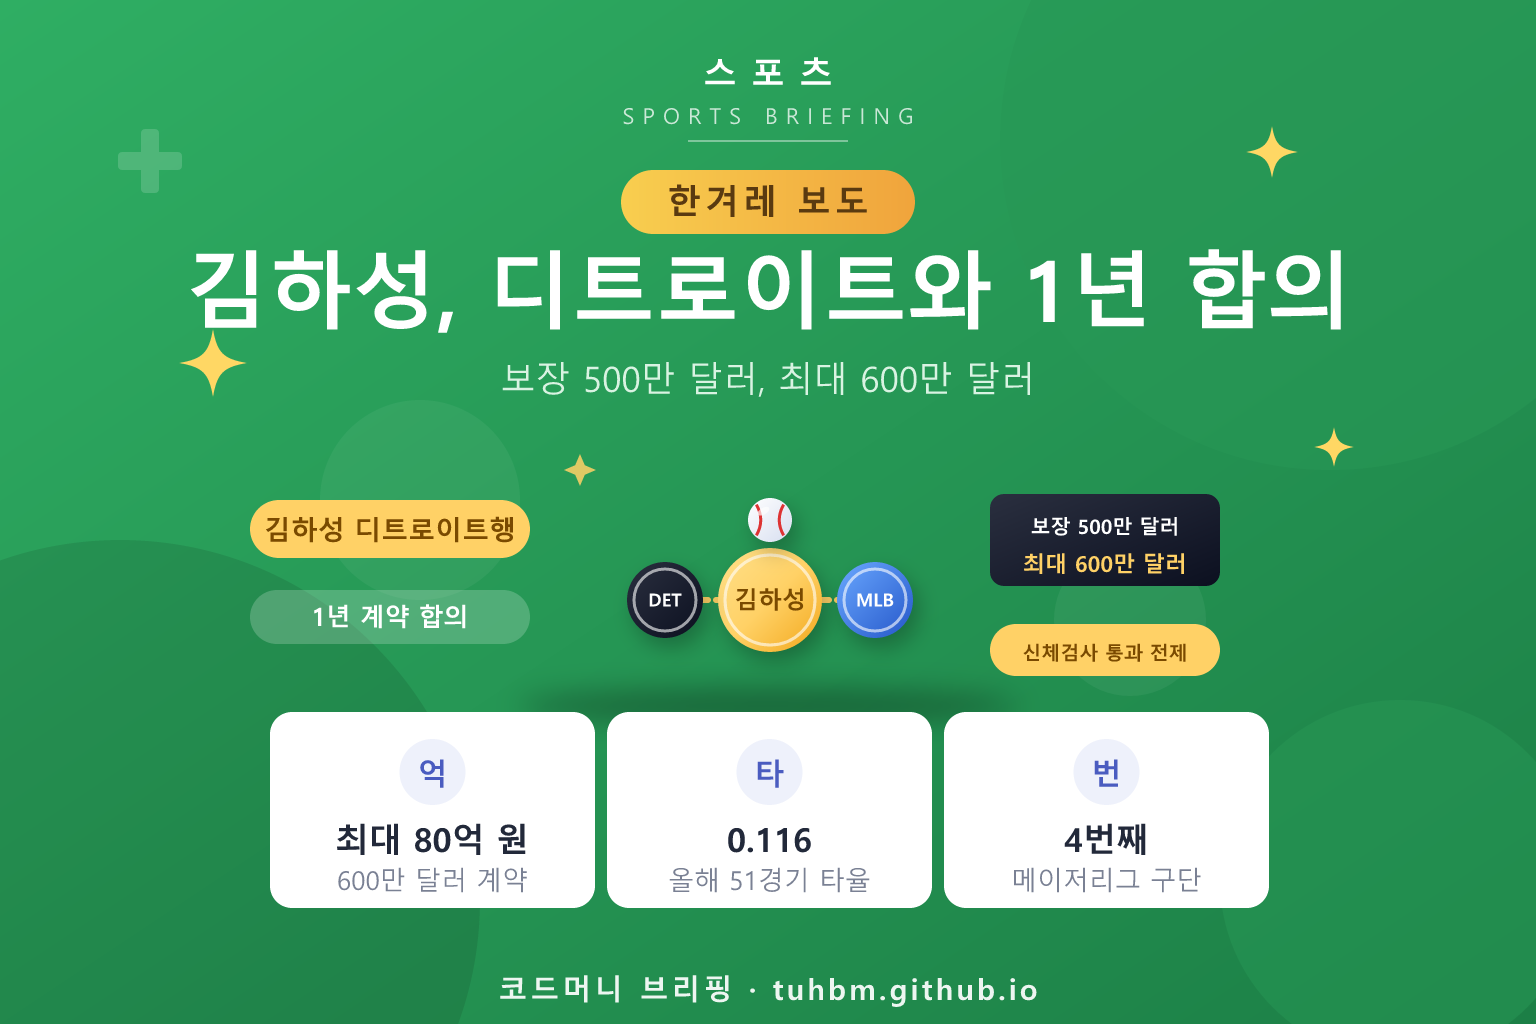 스포츠
SPORTS BRIEFING
한겨레 보도
김하성, 디트로이트와 1년 합의
보장 500만 달러, 최대 600만 달러
김하성 디트로이트행
1년 계약 합의
DET
김하성
MLB
보장 500만 달러
최대 600만 달러
신체검사 통과 전제
억
최대 80억 원
600만 달러 계약
타
0.116
올해 51경기 타율
번
4번째
메이저리그 구단
코드머니 브리핑 · tuhbm.github.io